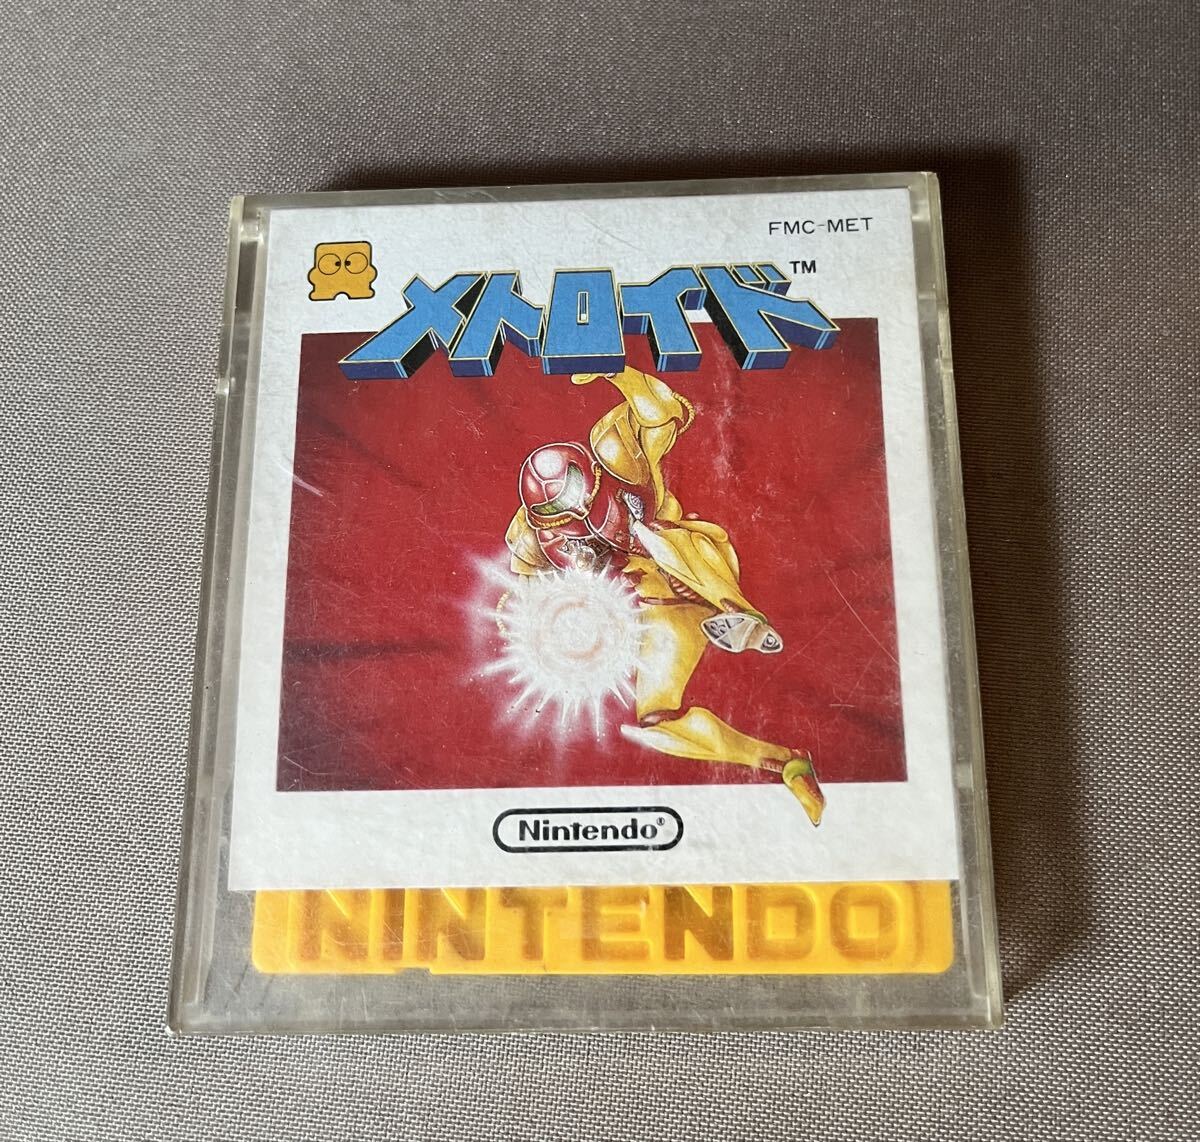 FMC-MET
メトロイド™
Nintendo®
NINTENDO